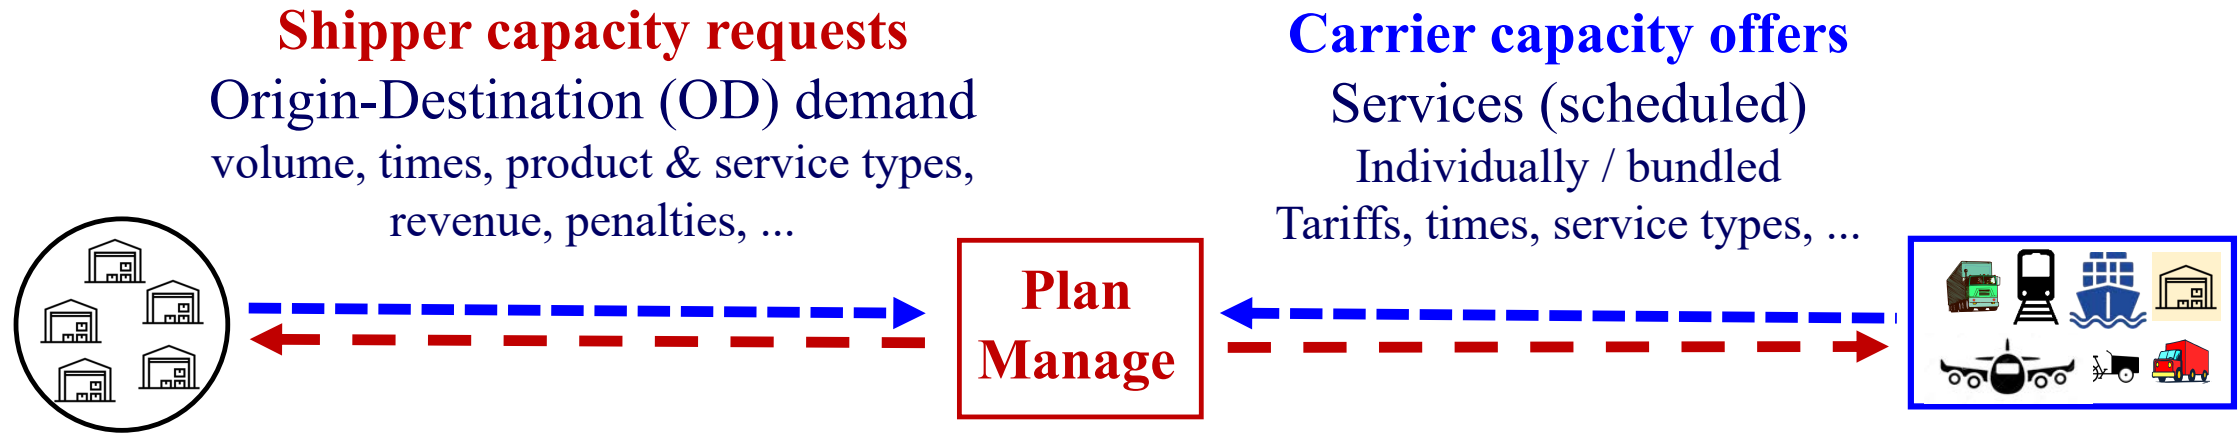 Shipper capacity requests
Origin-Destination (OD) demand
volume, times, product & service types,
revenue, penalties, ...
Carrier capacity offers
Services (scheduled)
Individually / bundled
Tariffs, times, service types, ...
Plan
Manage